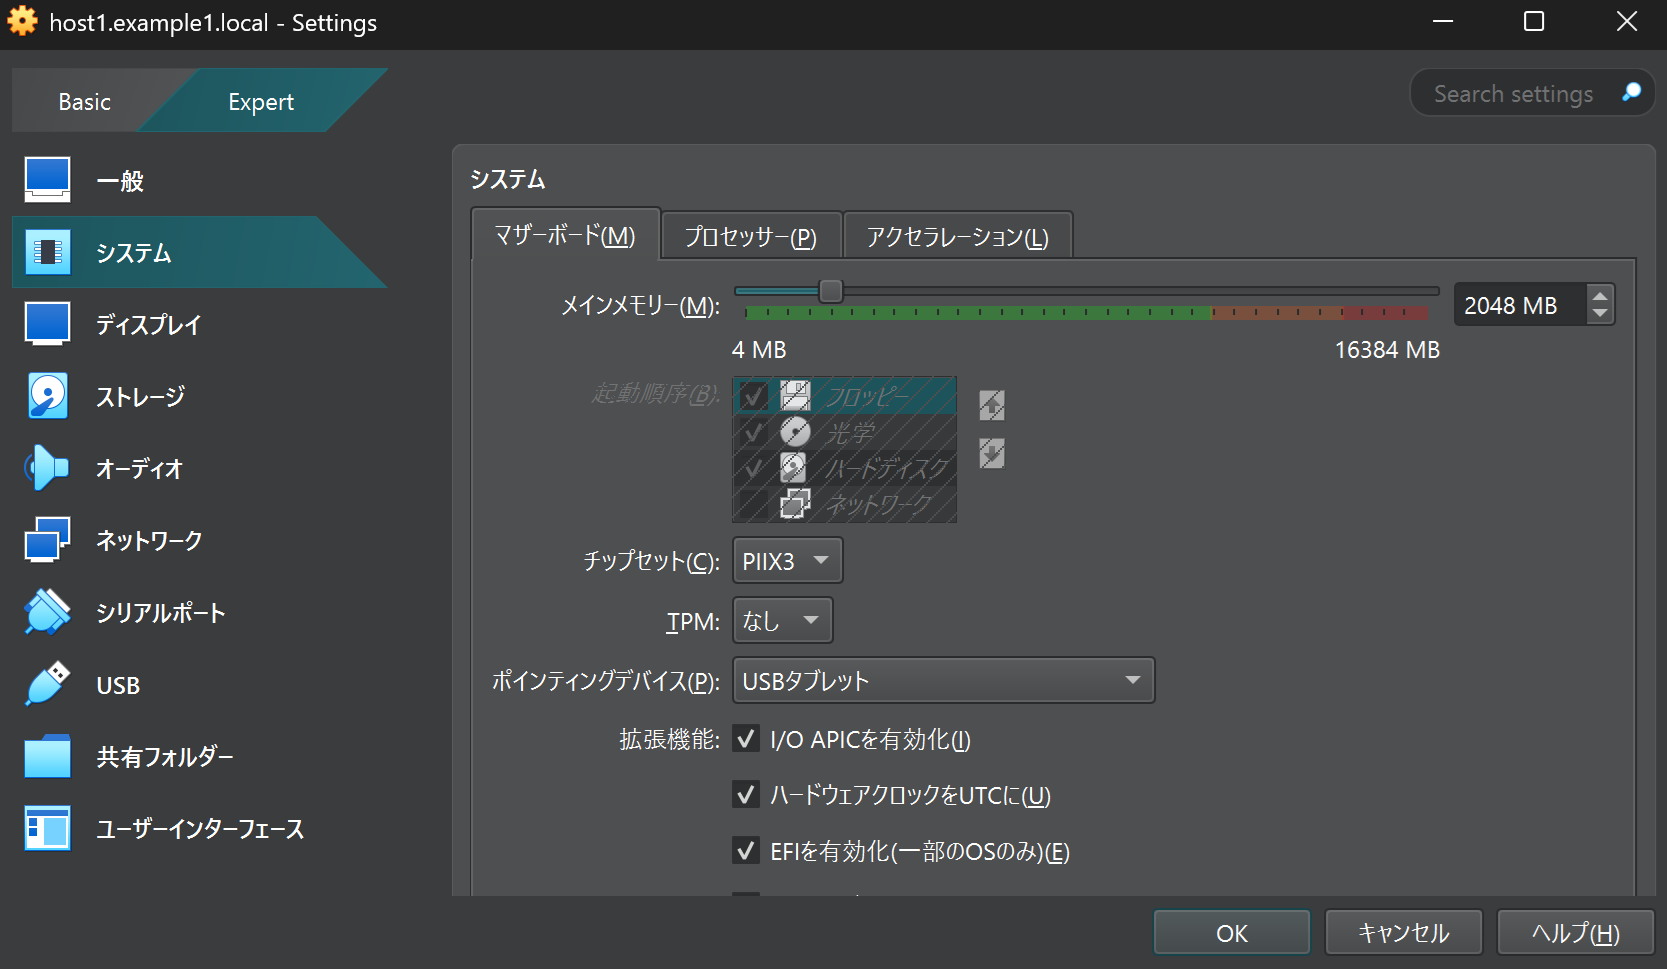 host1.example1.local - Settings
Basic
Expert
Search settings
一般
システム
ディスプレイ
ストレージ
オーディオ
ネットワーク
シリアルポート
USB
共有フォルダー
ユーザーインターフェース
システム
マザーボード(M)
プロセッサー(P)
アクセラレーション(L)
メインメモリー(M):
2048 MB
4 MB
16384 MB
起動順序(B):
フロッピー
光学
ハードディスク
ネットワーク
チップセット(C):
PIIX3
TPM:
なし
ポインティングデバイス(P):
USBタブレット
拡張機能:
I/O APICを有効化(I)
ハードウェアクロックをUTCに(U)
EFIを有効化(一部のOSのみ)(E)
OK
キャンセル
ヘルプ(H)